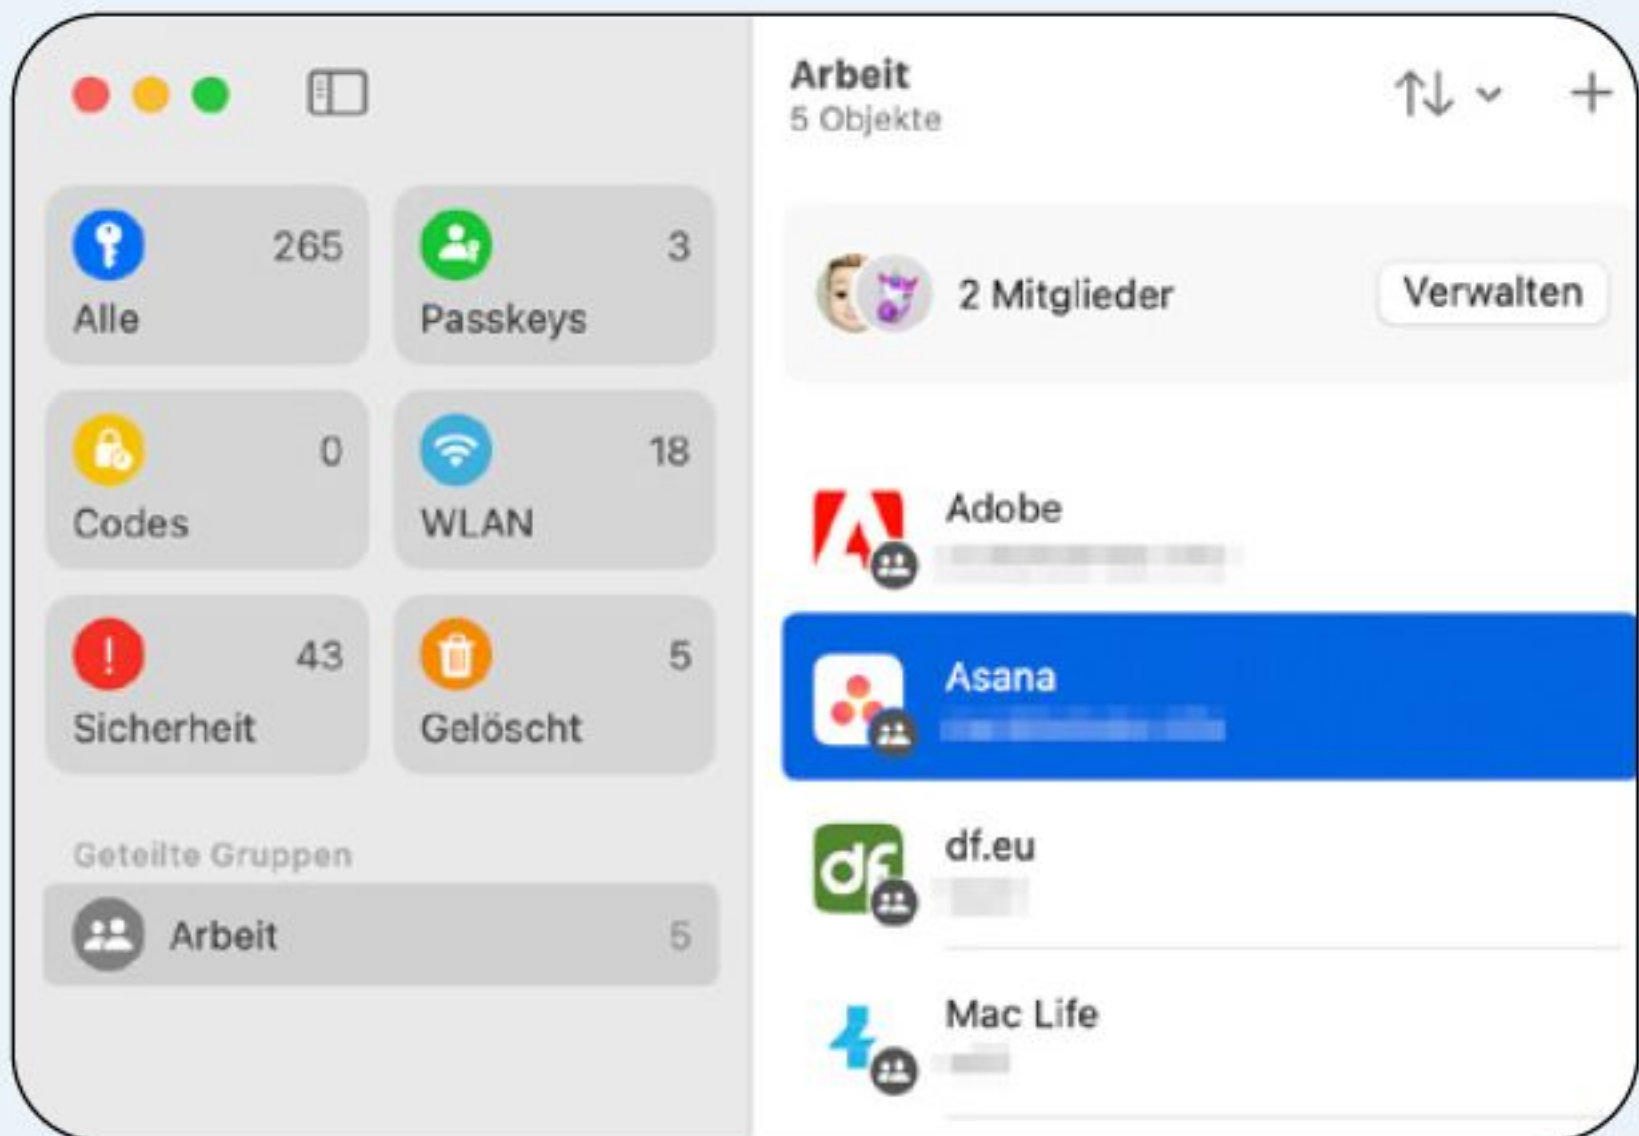 265
Alle
3
Passkeys
0
Codes
18
WLAN
43
Sicherheit
5
Gelöscht
Geteilte Gruppen
Arbeit 5
Arbeit
5 Objekte
2 Mitglieder Verwalten
Adobe
Asana
df
df.eu
Mac Life